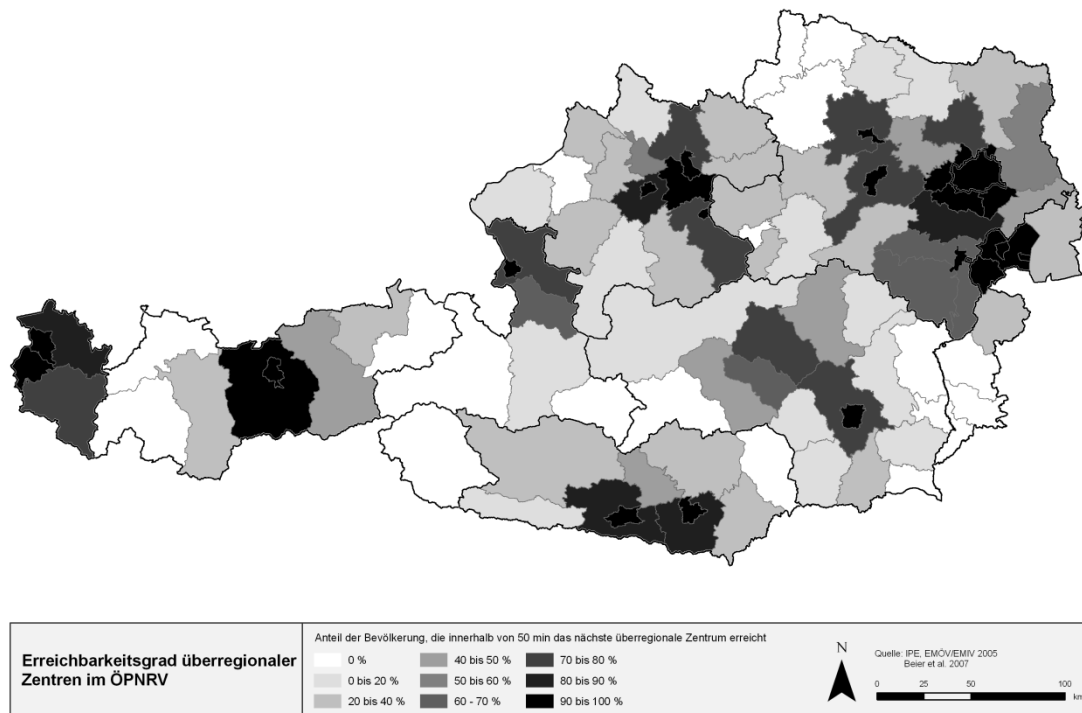 Erreichbarkeitsgrad überregionaler
Zentren im ÖPNRV
Anteil der Bevölkerung, die innerhalb von 50 min das nächste überregionale Zentrum erreicht
0 %
0 bis 20 %
20 bis 40 %
40 bis 50 %
50 bis 60 %
60 - 70 %
70 bis 80 %
80 bis 90 %
90 bis 100 %
N
Quelle: IPE, EMÖV/EMIV 2005
Beier et al. 2007
0 25 50 100
km